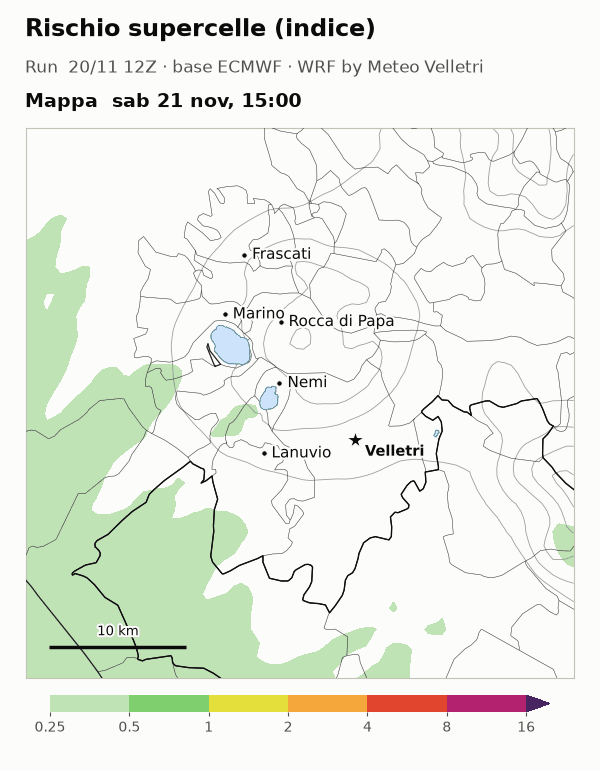 Rischio supercelle (indice)
Run  20/11 12Z · base ECMWF · WRF by Meteo Velletri
Mappa  sab 21 nov, 15:00
Frascati
Marino
Rocca di Papa
Nemi
Velletri
Lanuvio
10 km
0.25 0.5 1 2 4 8 16